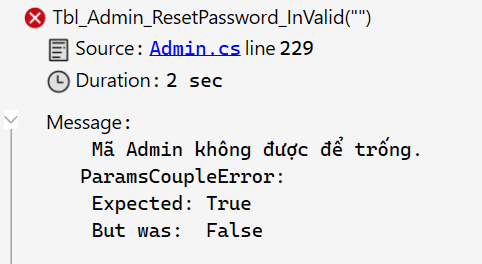 Tbl_Admin_ResetPassword_InValid("")
Source: Admin.cs line 229
Duration: 2 sec
Message:
Mã Admin không được để trống.
ParamsCoupleError:
Expected: True
But was: False